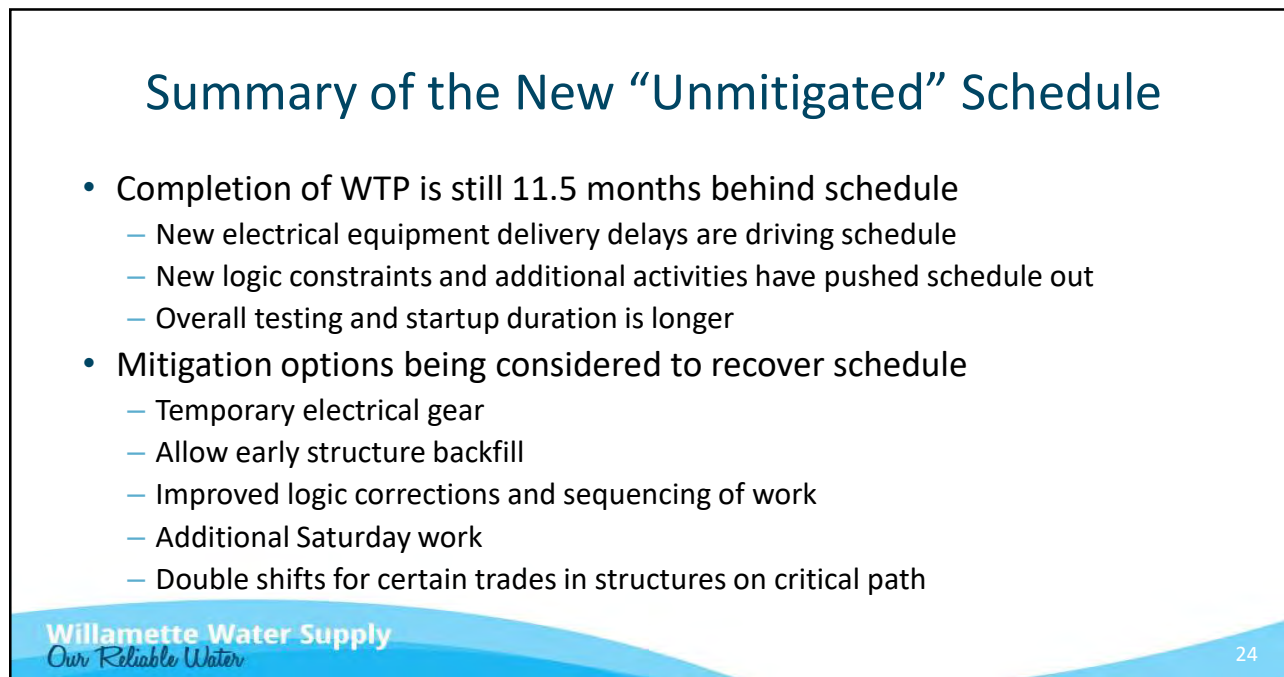 Summary of the New “Unmitigated” Schedule
• Completion of WTP is still 11.5 months behind schedule
– New electrical equipment delivery delays are driving schedule
– New logic constraints and additional activities have pushed schedule out
– Overall testing and startup duration is longer
• Mitigation options being considered to recover schedule
– Temporary electrical gear
– Allow early structure backfill
– Improved logic corrections and sequencing of work
– Additional Saturday work
– Double shifts for certain trades in structures on critical path
Willamette Water Supply
Our Reliable Water
24